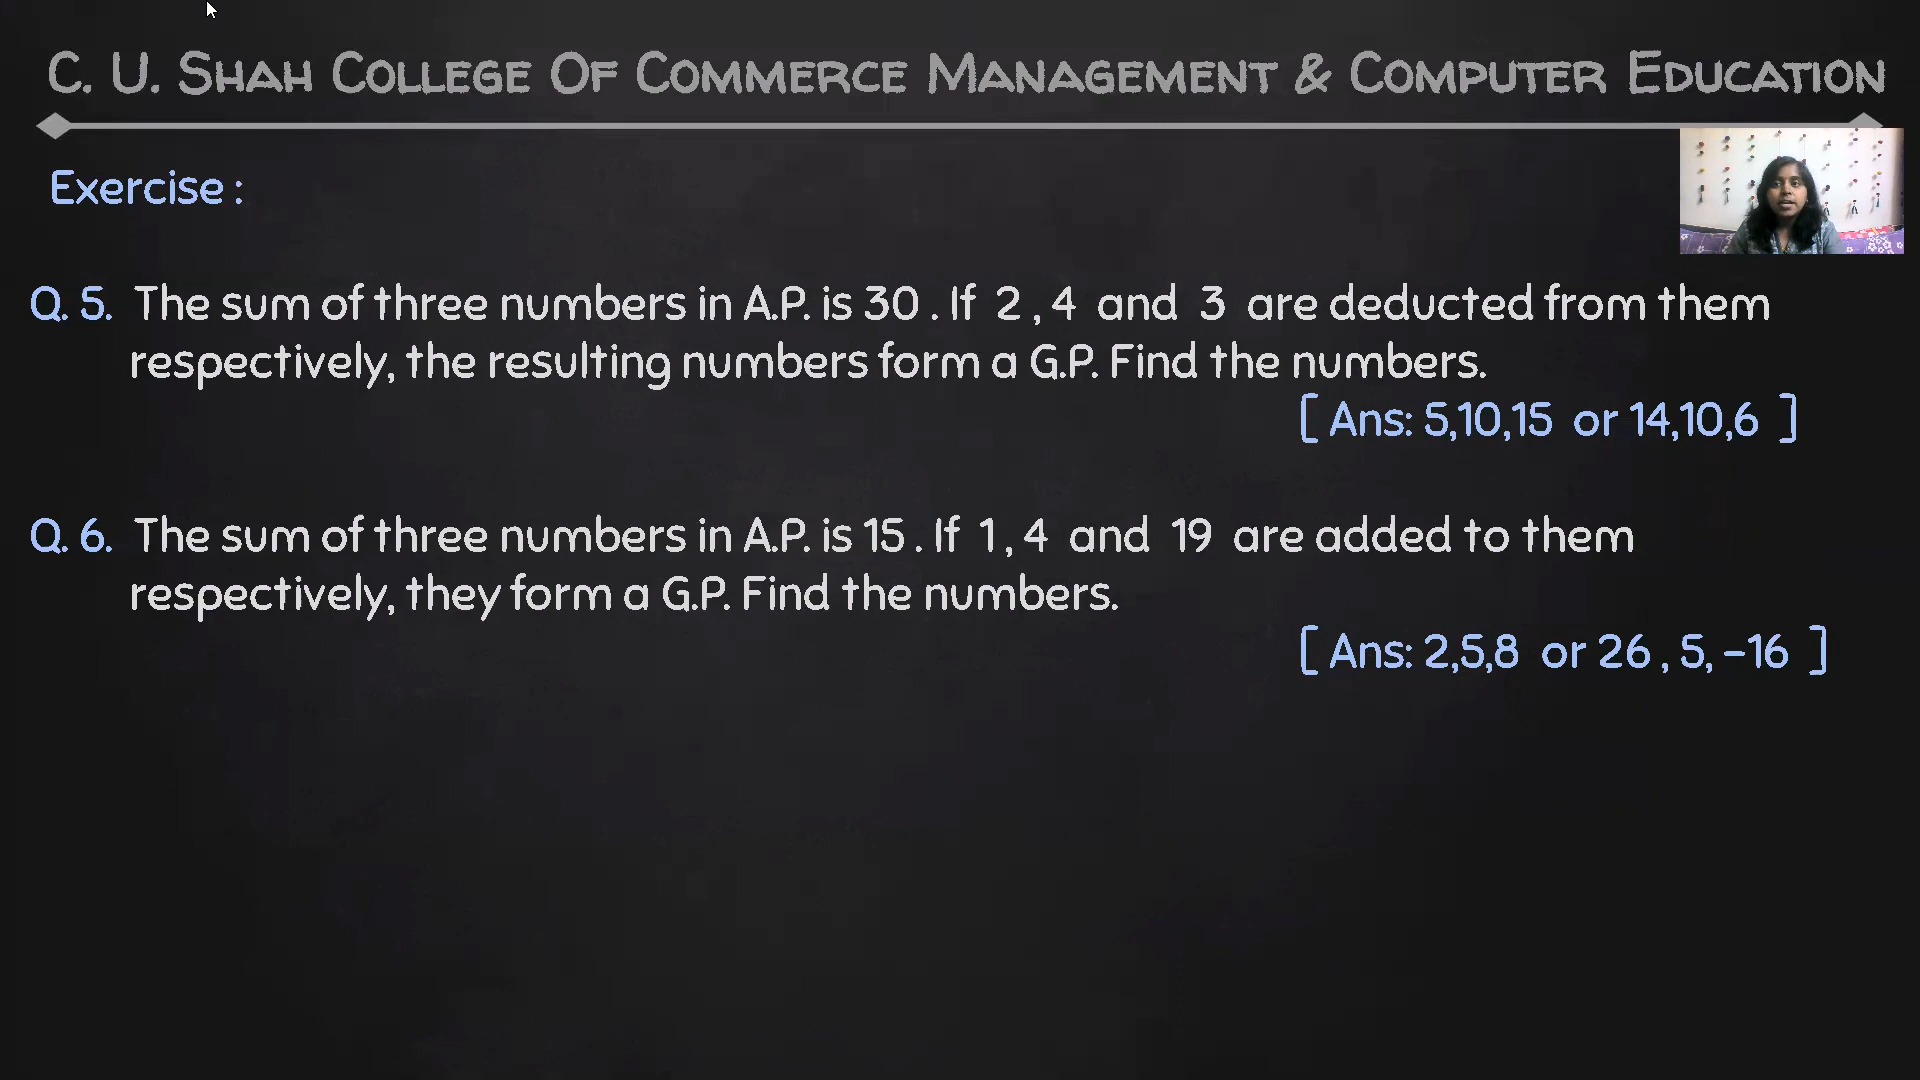 C. U. Shah College Of Commerce Management & Computer Education
Exercise :
Q. 5. The sum of three numbers in A.P. is 30 . If 2 , 4 and 3 are deducted from them
respectively, the resulting numbers form a G.P. Find the numbers.
[ Ans: 5,10,15 or 14,10,6 ]
Q. 6. The sum of three numbers in A.P. is 15 . If 1 , 4 and 19 are added to them
respectively, they form a G.P. Find the numbers.
[ Ans: 2,5,8 or 26 , 5, -16 ]